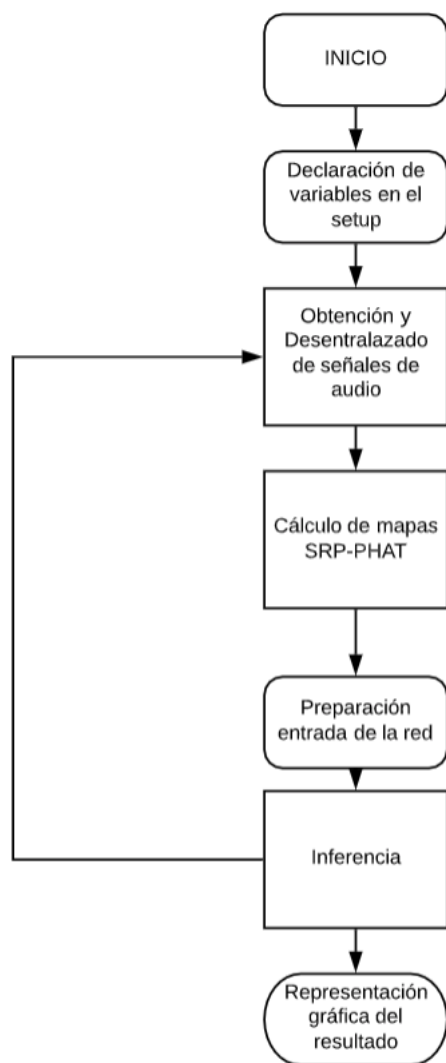 INICIO
Declaración de
variables en el
setup
Obtención y
Desentralazado
de señales de
audio
Cálculo de mapas
SRP-PHAT
Preparación
entrada de la red
Inferencia
Representación
gráfica del
resultado